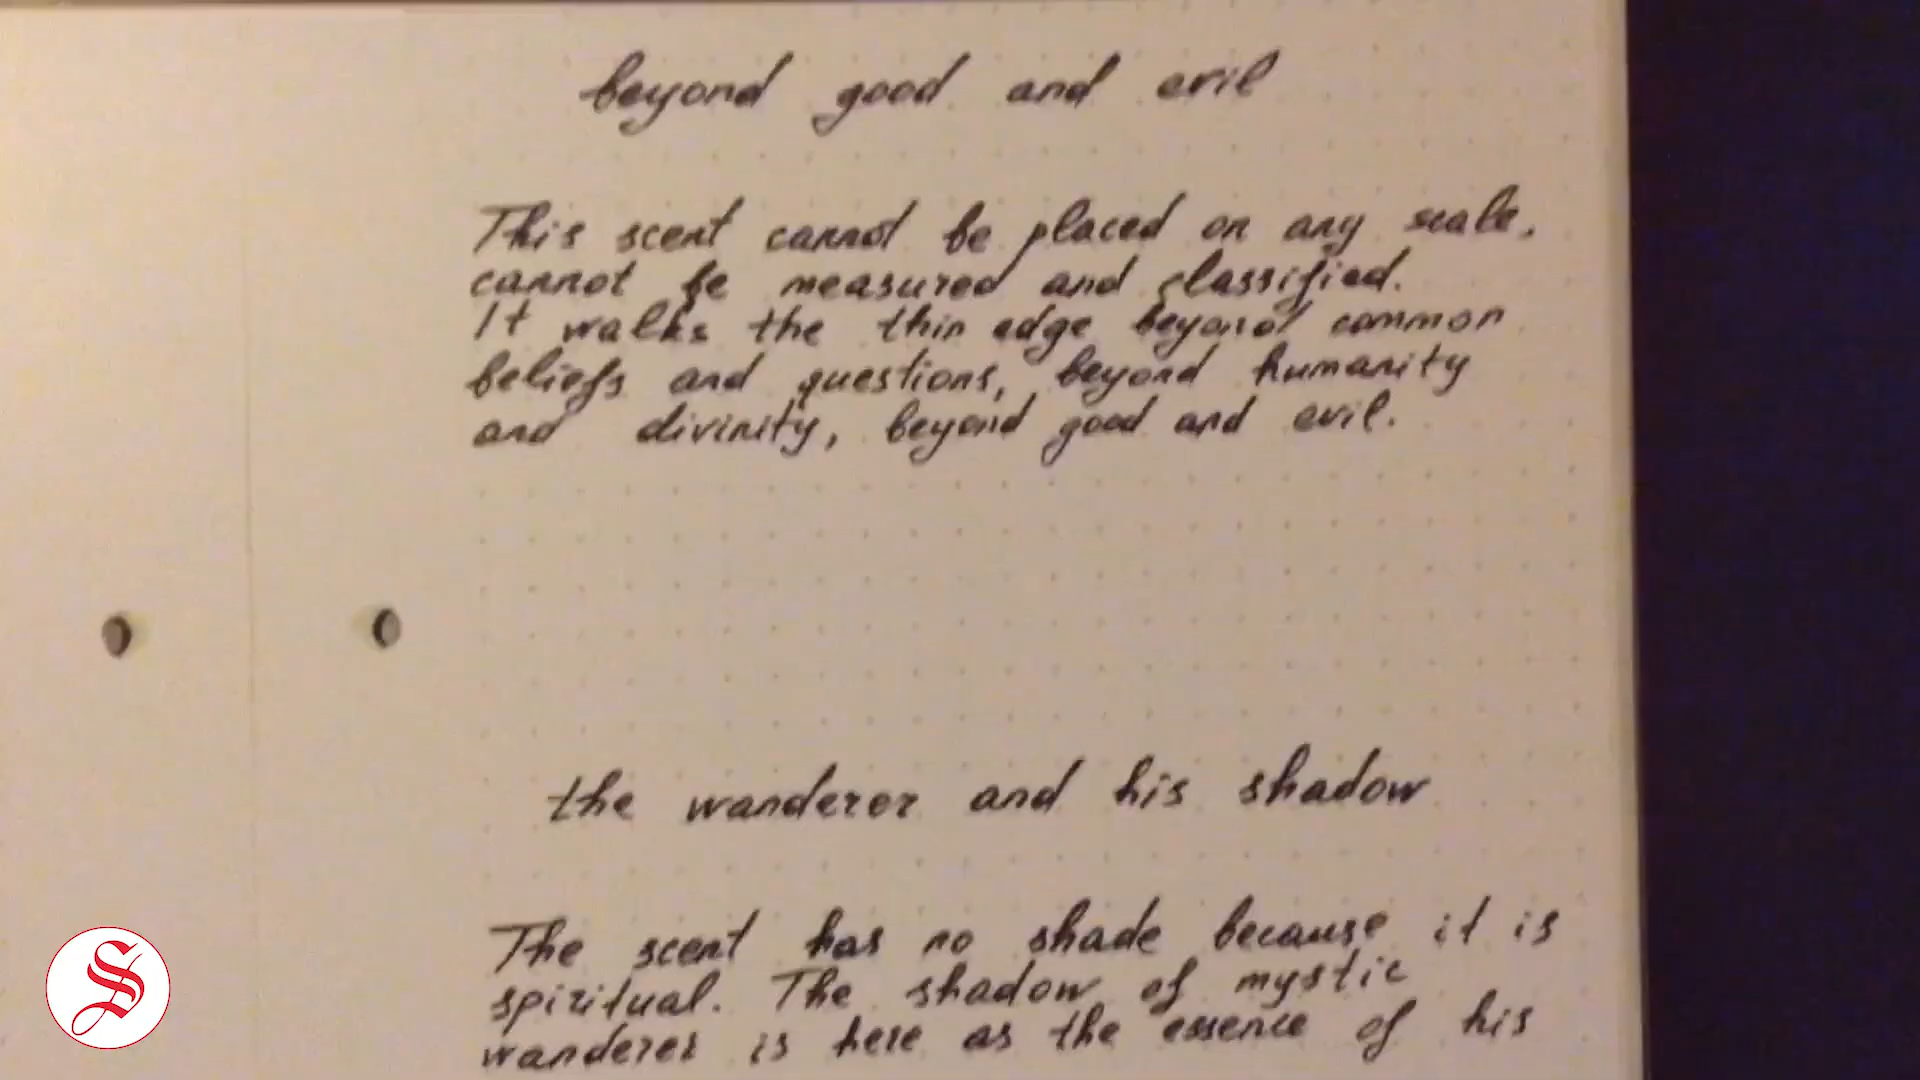 beyond good and evil
This scent cannot be placed on any scale,
cannot be measured and classified.
It walks the thin edge beyond common
beliefs and questions, beyond humanity
and divinity, beyond good and evil.
the wanderer and his shadow
The scent has no shade because it is
spiritual. The shadow of mystic
wanderer is here as the essence of his
S